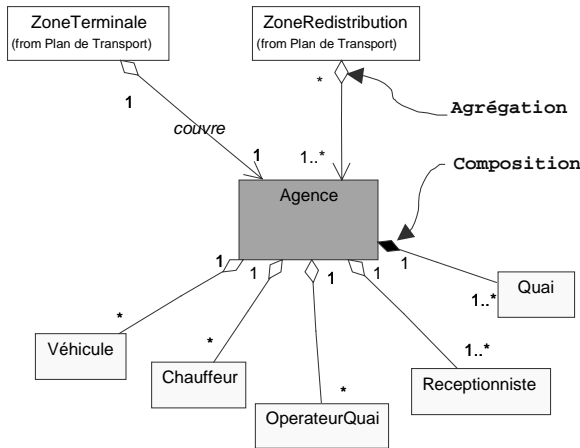 ZoneTerminale
(from Plan de Transport)
ZoneRedistribution
(from Plan de Transport)
1
*
Agrégation
couvre
1
1..*
Composition
Agence
1
1
1
1
1
Quai
1..*
*
Véhicule
*
Chauffeur
*
OperateurQuai
1..*
Receptionniste